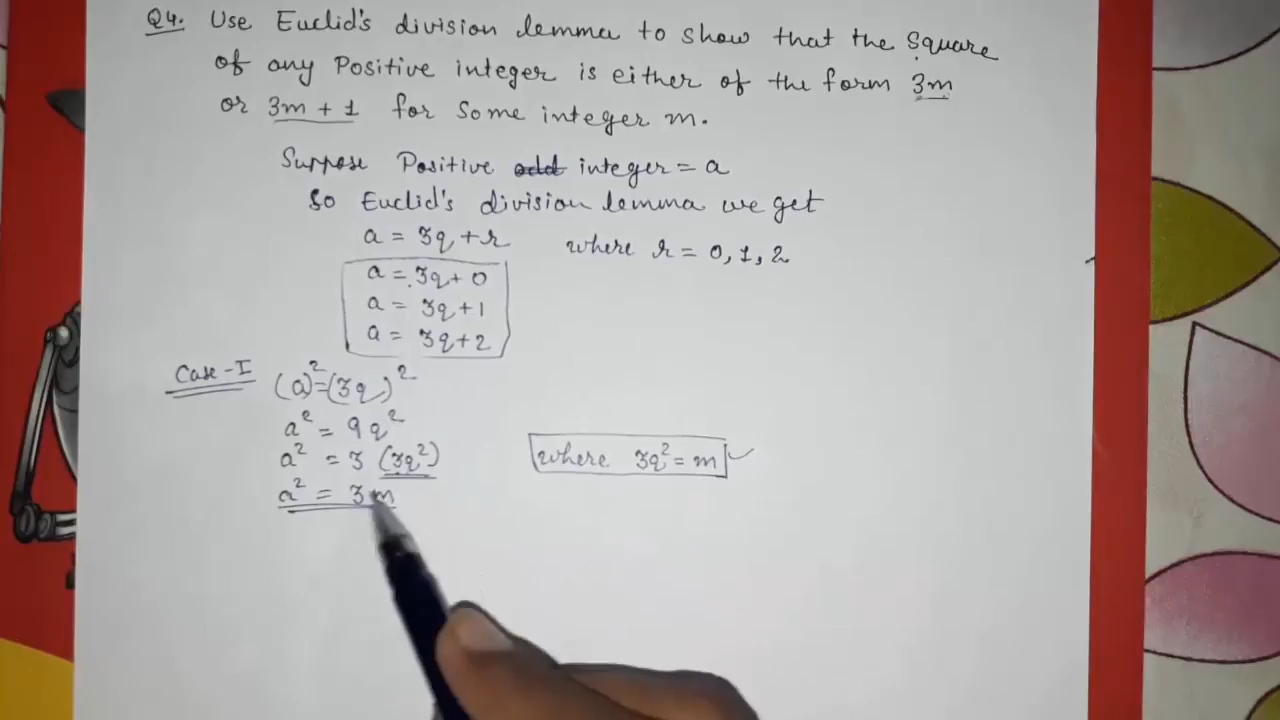 Q4. Use Euclid's division lemma to show that the square
of any Positive integer is either of the form 3m
or 3m + 1 for some integer m.
Suppose Positive odd integer = a
So Euclid's division lemma we get
a = 3q + r where r = 0, 1, 2
a = 3q + 0
a = 3q + 1
a = 3q + 2
Case - I (a)² = (3q)²
a² = 9q²
a² = 3 (3q²) where 3q² = m
a² = 3m